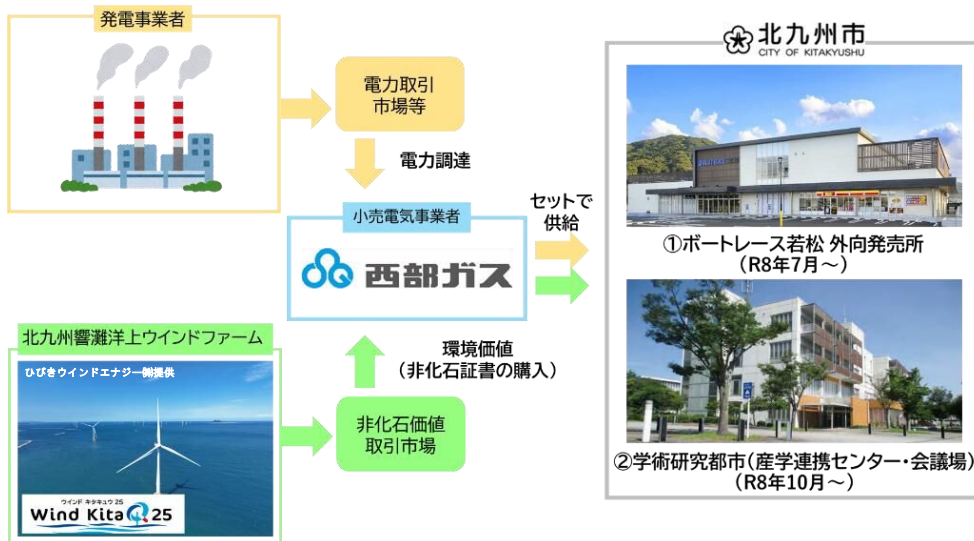 発電事業者
電力取引
市場等
電力調達
小売電気事業者
西部ガス
セットで
供給
北九州市
CITY OF KITAKYUSHU
①ボートレース若松 外向発売所
(R8年7月～)
②学術研究都市(産学連携センター・会議場)
(R8年10月～)
北九州響灘洋上ウインドファーム
ひびきウインドエナジー㈱提供
ウインド キタキュウ 25
Wind KitaQ 25
環境価値
(非化石証書の購入)
非化石価値
取引市場